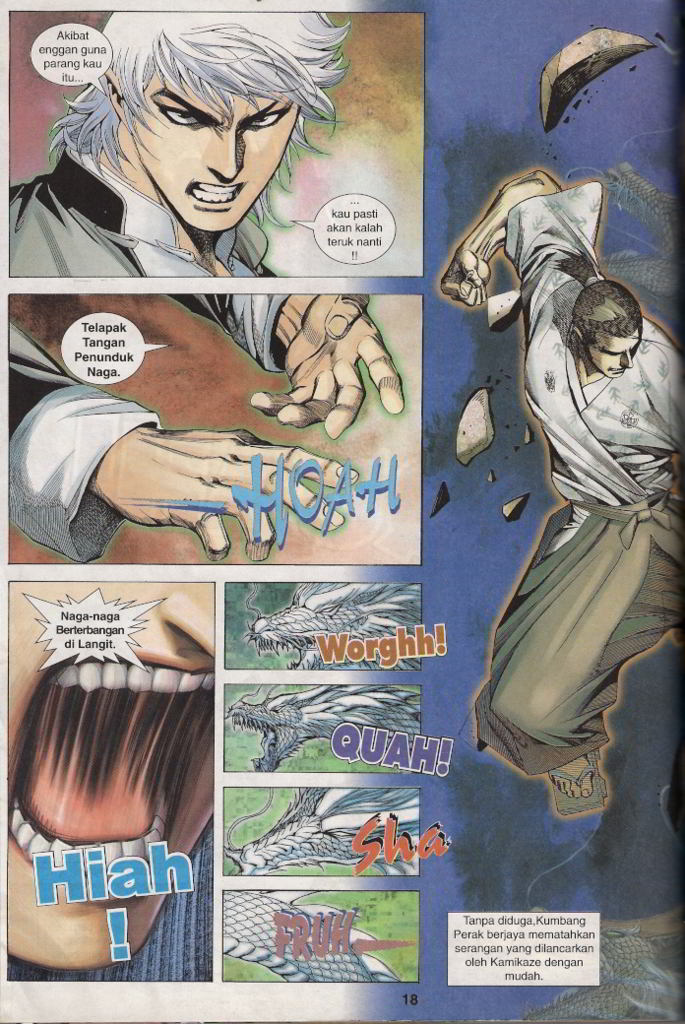 Akibat
enggan guna
parang kau
itu...
...
kau pasti
akan kalah
teruk nanti
!!
Telapak
Tangan
Penunduk
Naga.
HOAH
Naga-naga
Berterbangan
di Langit.
Hiah
!
Worghh!
QUAH!
Sha
FRUH
Tanpa diduga,Kumbang
Perak berjaya mematahkan
serangan yang dilancarkan
oleh Kamikaze dengan
mudah.
18